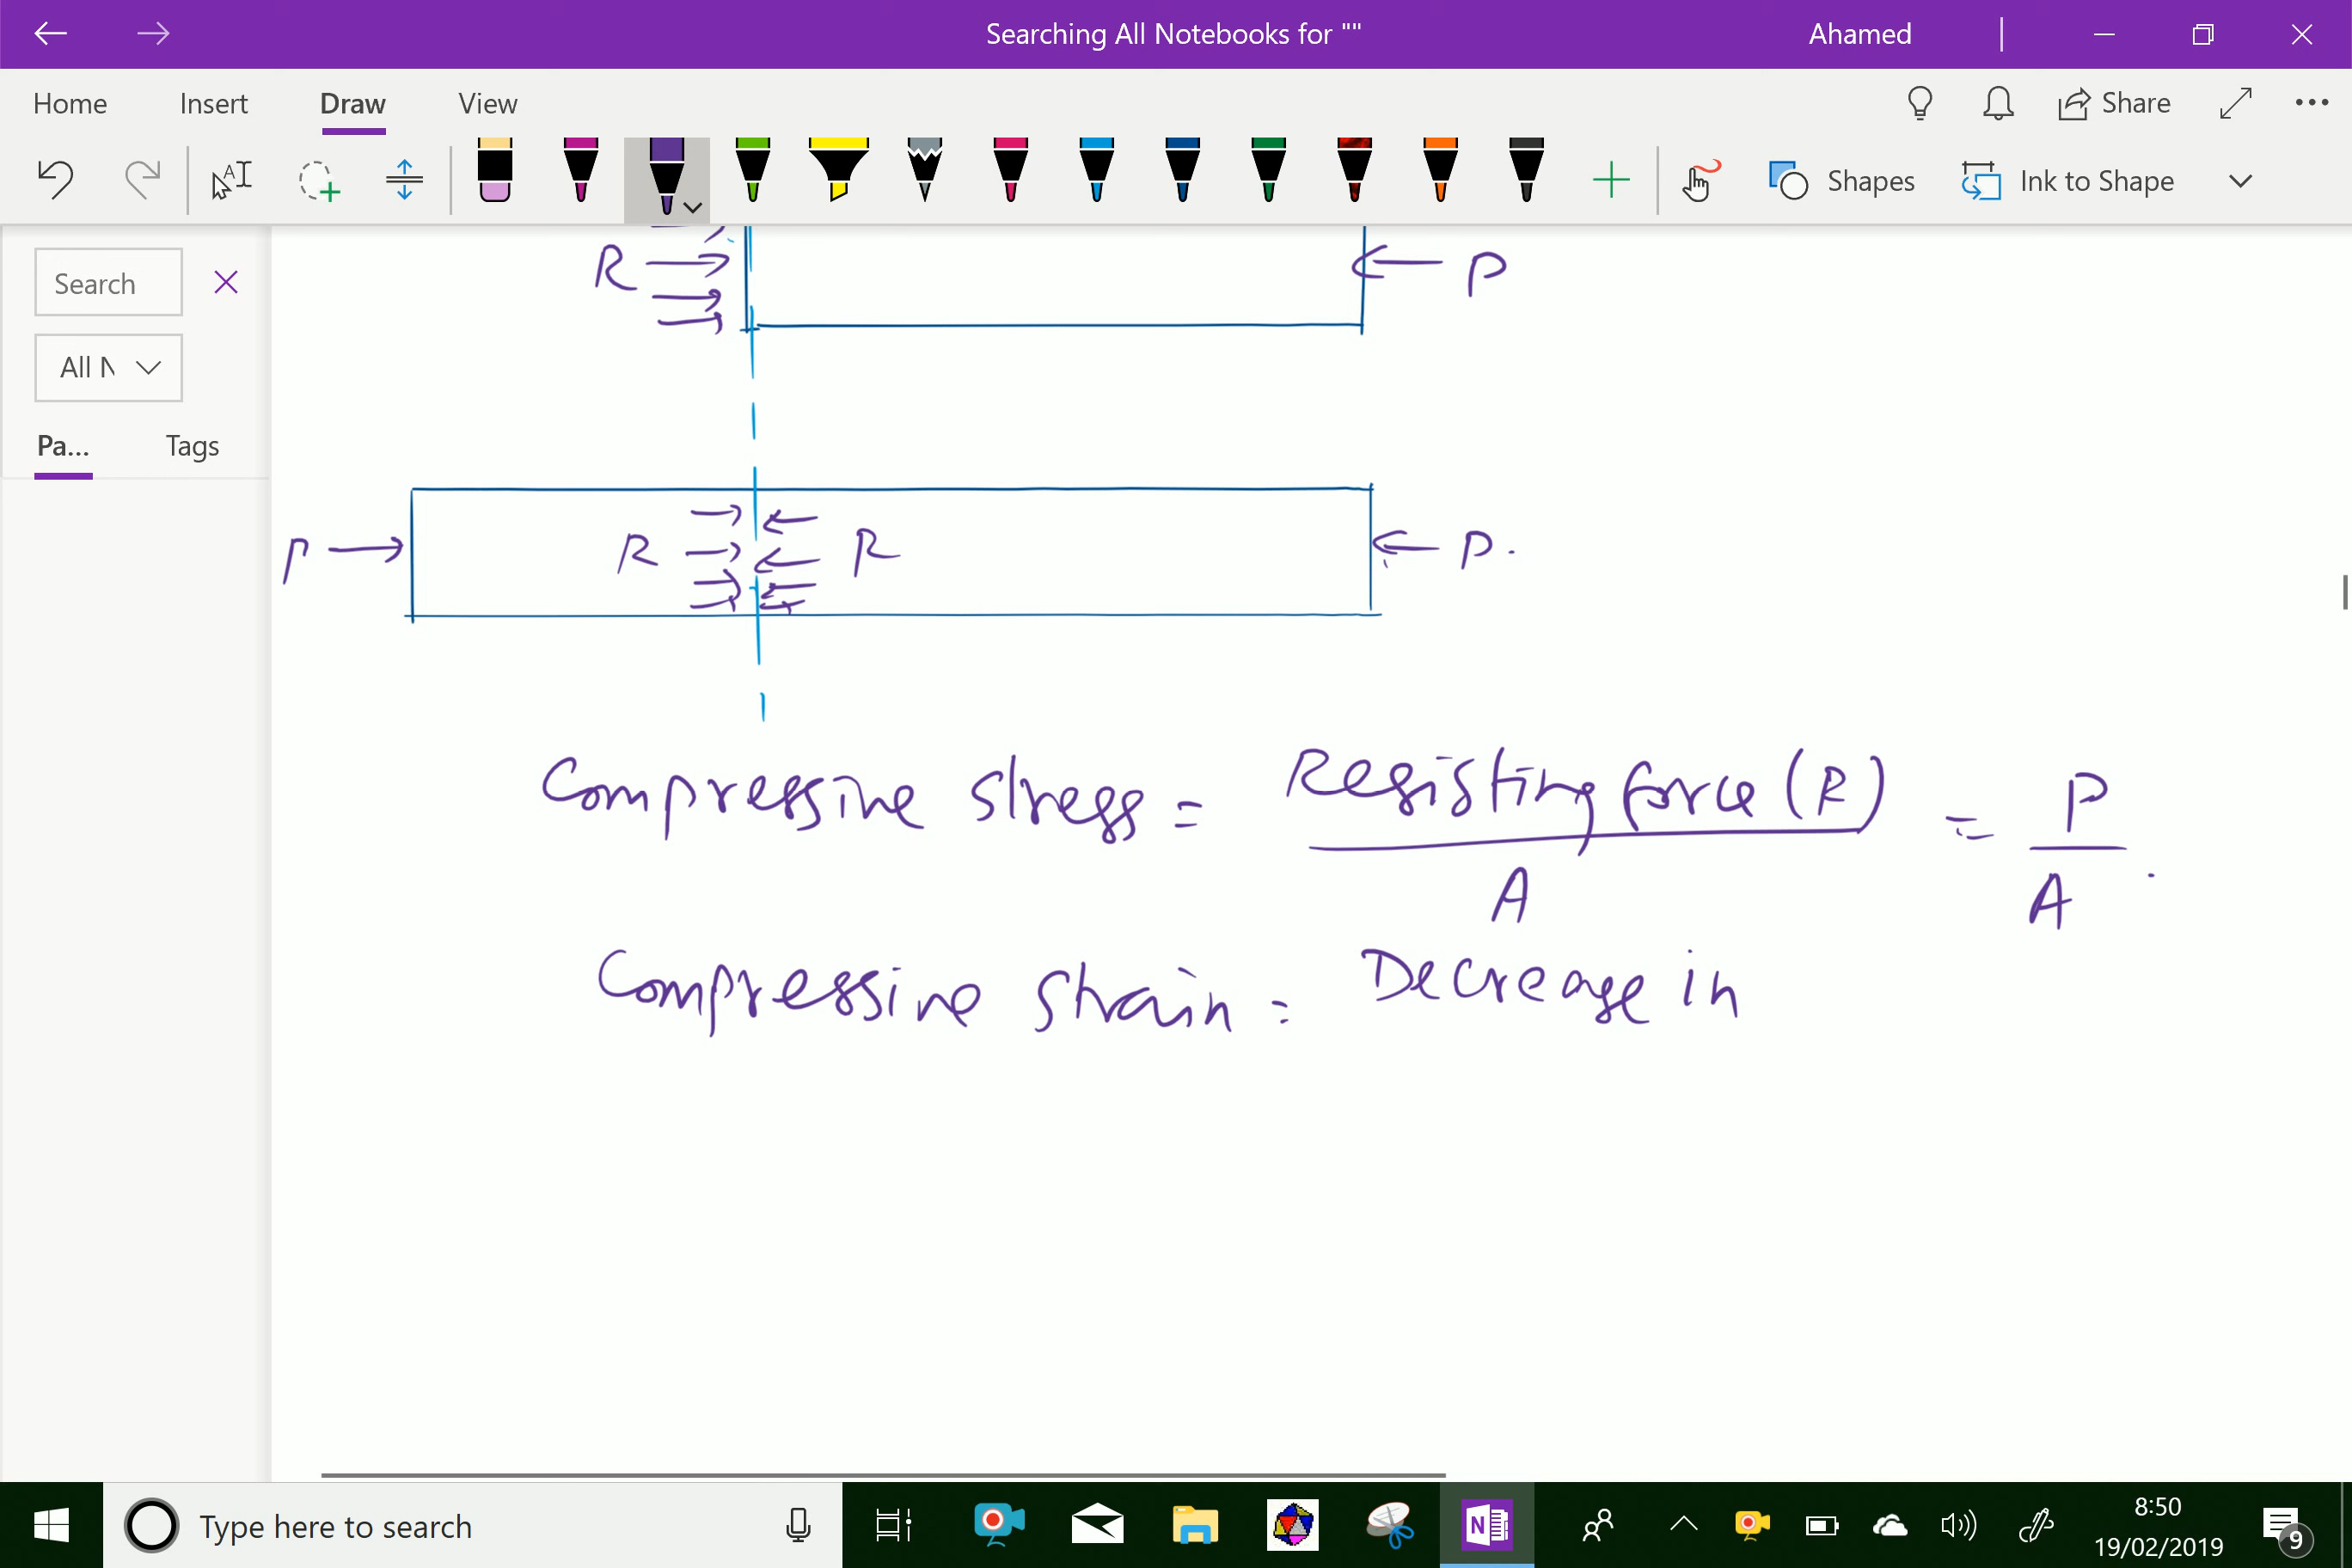 Searching All Notebooks for ""
Ahamed
Home Insert Draw View
Share
Shapes
Ink to Shape
Search
All N
Pa... Tags
R P
P R R P.
Compressive stress = Resisting force (R) = P
A A
Compressive strain = Decrease in
Type here to search
N
8:50
19/02/2019
9